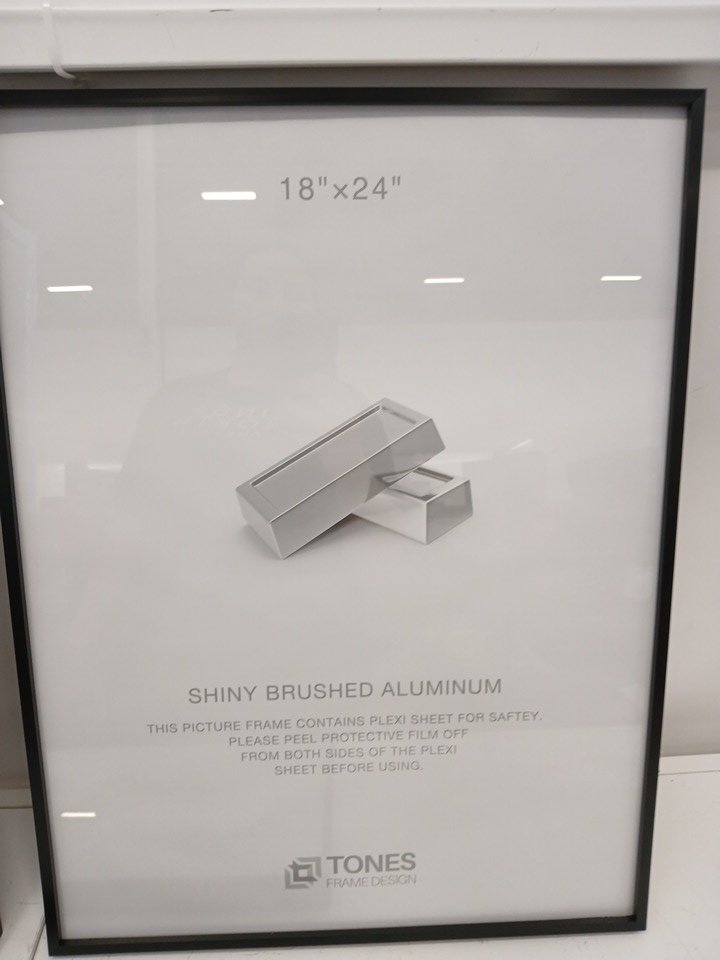 18"×24"
SHINY BRUSHED ALUMINUM
THIS PICTURE FRAME CONTAINS PLEXI SHEET FOR SAFTEY.
PLEASE PEEL PROTECTIVE FILM OFF
FROM BOTH SIDES OF THE PLEXI
SHEET BEFORE USING.
TONES
FRAME DESIGN